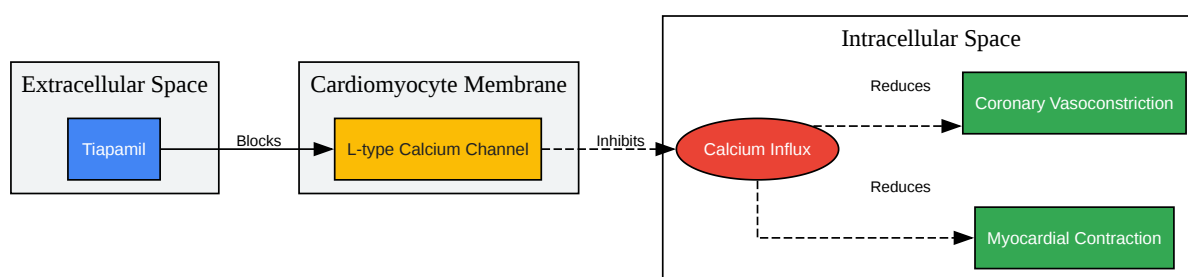 Extracellular Space
Tiapamil
Blocks
Cardiomyocyte Membrane
L-type Calcium Channel
Inhibits
Intracellular Space
Calcium Influx
Reduces
Coronary Vasoconstriction
Reduces
Myocardial Contraction